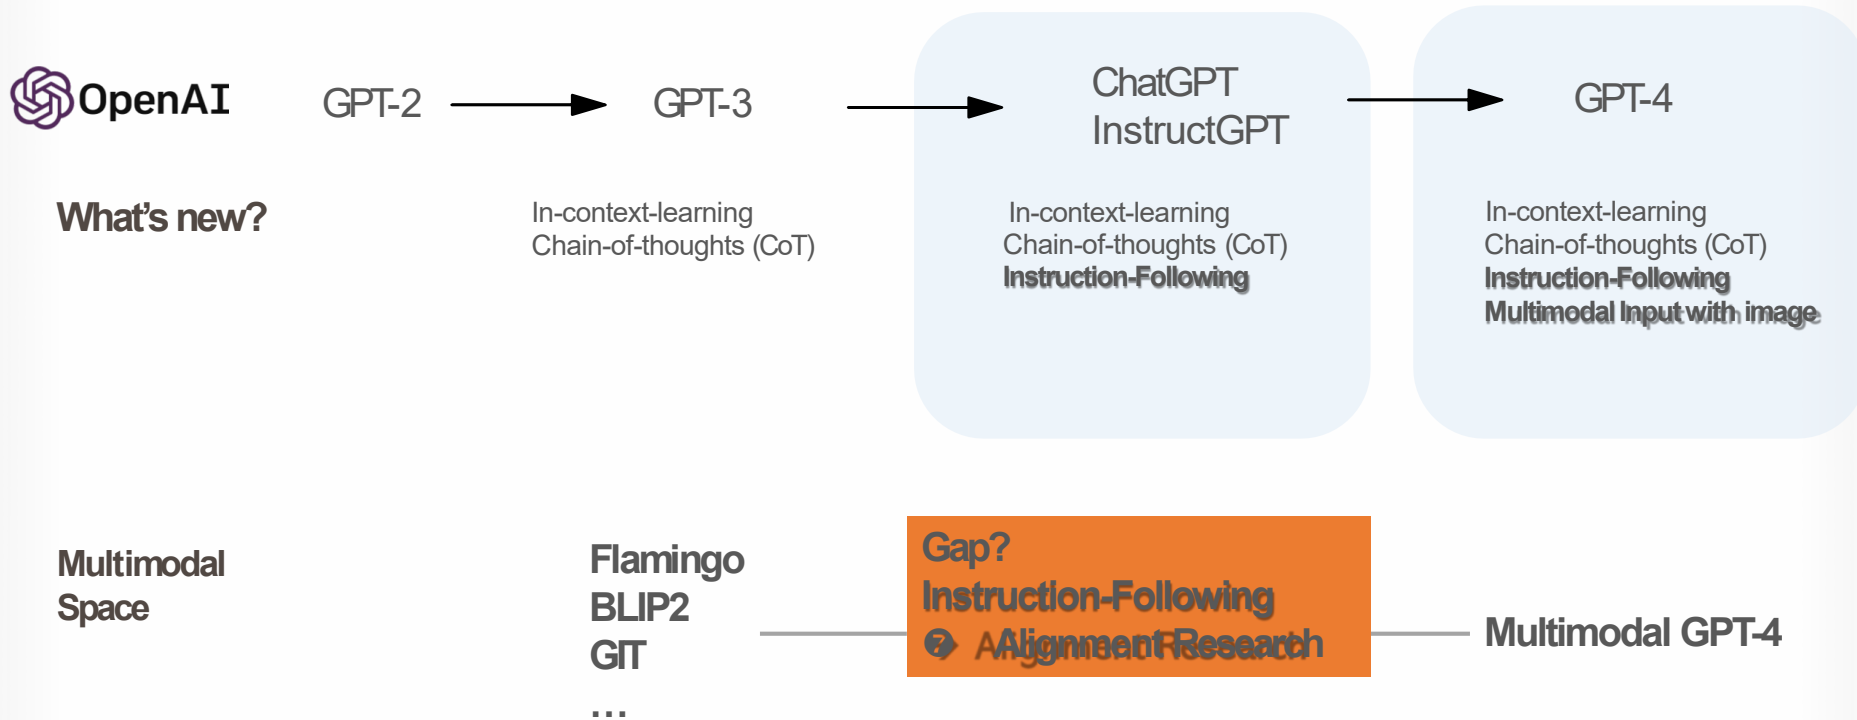 OpenAI
GPT-2
GPT-3
ChatGPT
InstructGPT
GPT-4
What's new?
In-context-learning
Chain-of-thoughts (CoT)
In-context-learning
Chain-of-thoughts (CoT)
Instruction-Following
In-context-learning
Chain-of-thoughts (CoT)
Instruction-Following
Multimodal Input with image
Multimodal
Space
Flamingo
BLIP2
GIT
...
Gap?
Instruction-Following
Alignment Research
Multimodal GPT-4